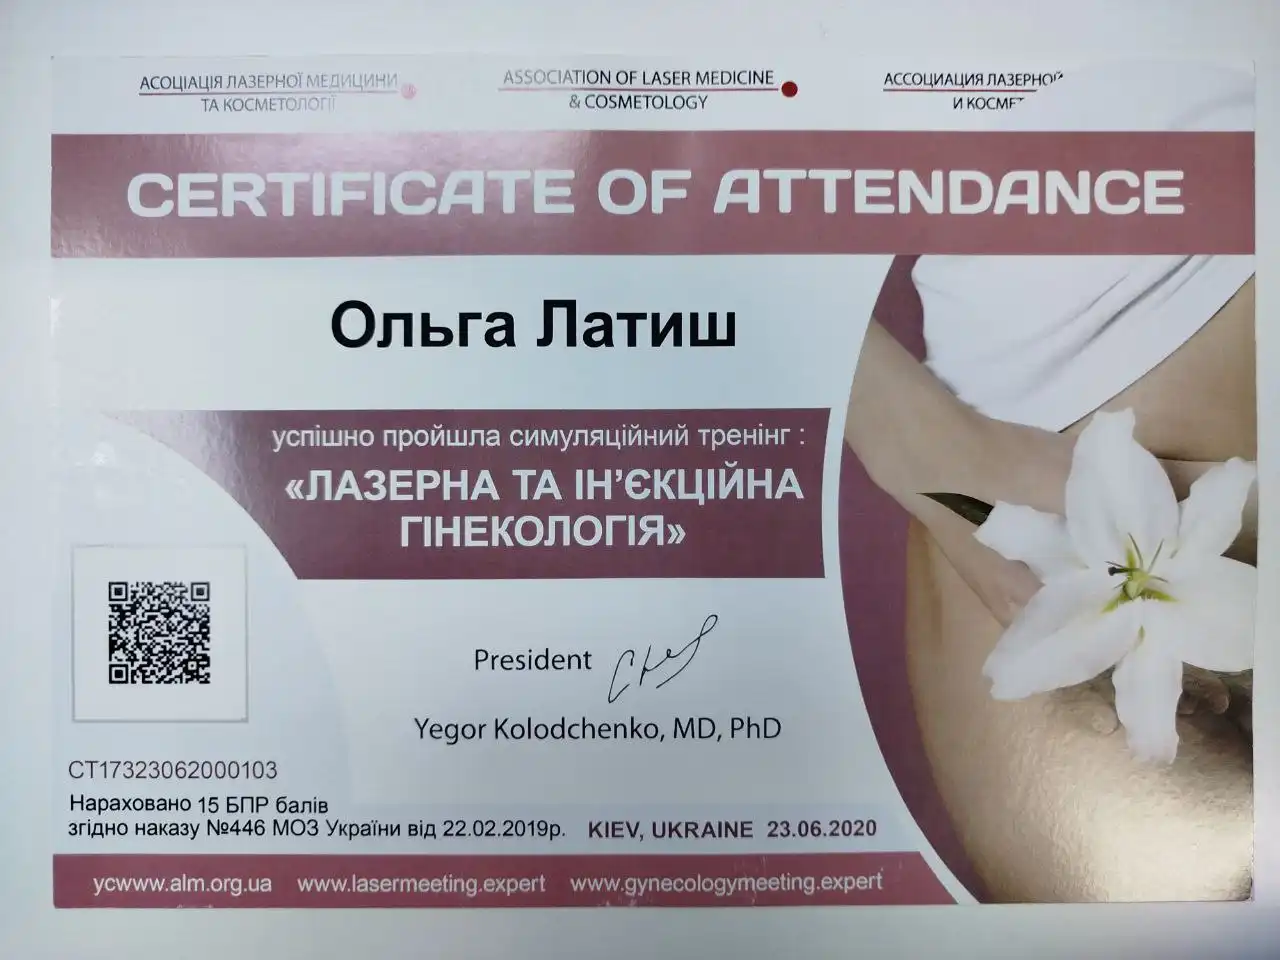 АСОЦІАЦІЯ ЛАЗЕРНОЇ МЕДИЦИНИ
ТА КОСМЕТОЛОГІЇ
ASSOCIATION OF LASER MEDICINE
& COSMETOLOGY
АССОЦИАЦИЯ ЛАЗЕРНОЙ
И КОСМЕТ
CERTIFICATE OF ATTENDANCE
Ольга Латиш
успішно пройшла симуляційний тренінг :
«ЛАЗЕРНА ТА ІН’ЄКЦІЙНА
ГІНЕКОЛОГІЯ»
President
Yegor Kolodchenko, MD, PhD
CT17323062000103
Нараховано 15 БПР балів
згідно наказу №446 МОЗ України від 22.02.2019р.
KIEV, UKRAINE 23.06.2020
ycwww.alm.org.ua www.lasermeeting.expert www.gynecologymeeting.expert